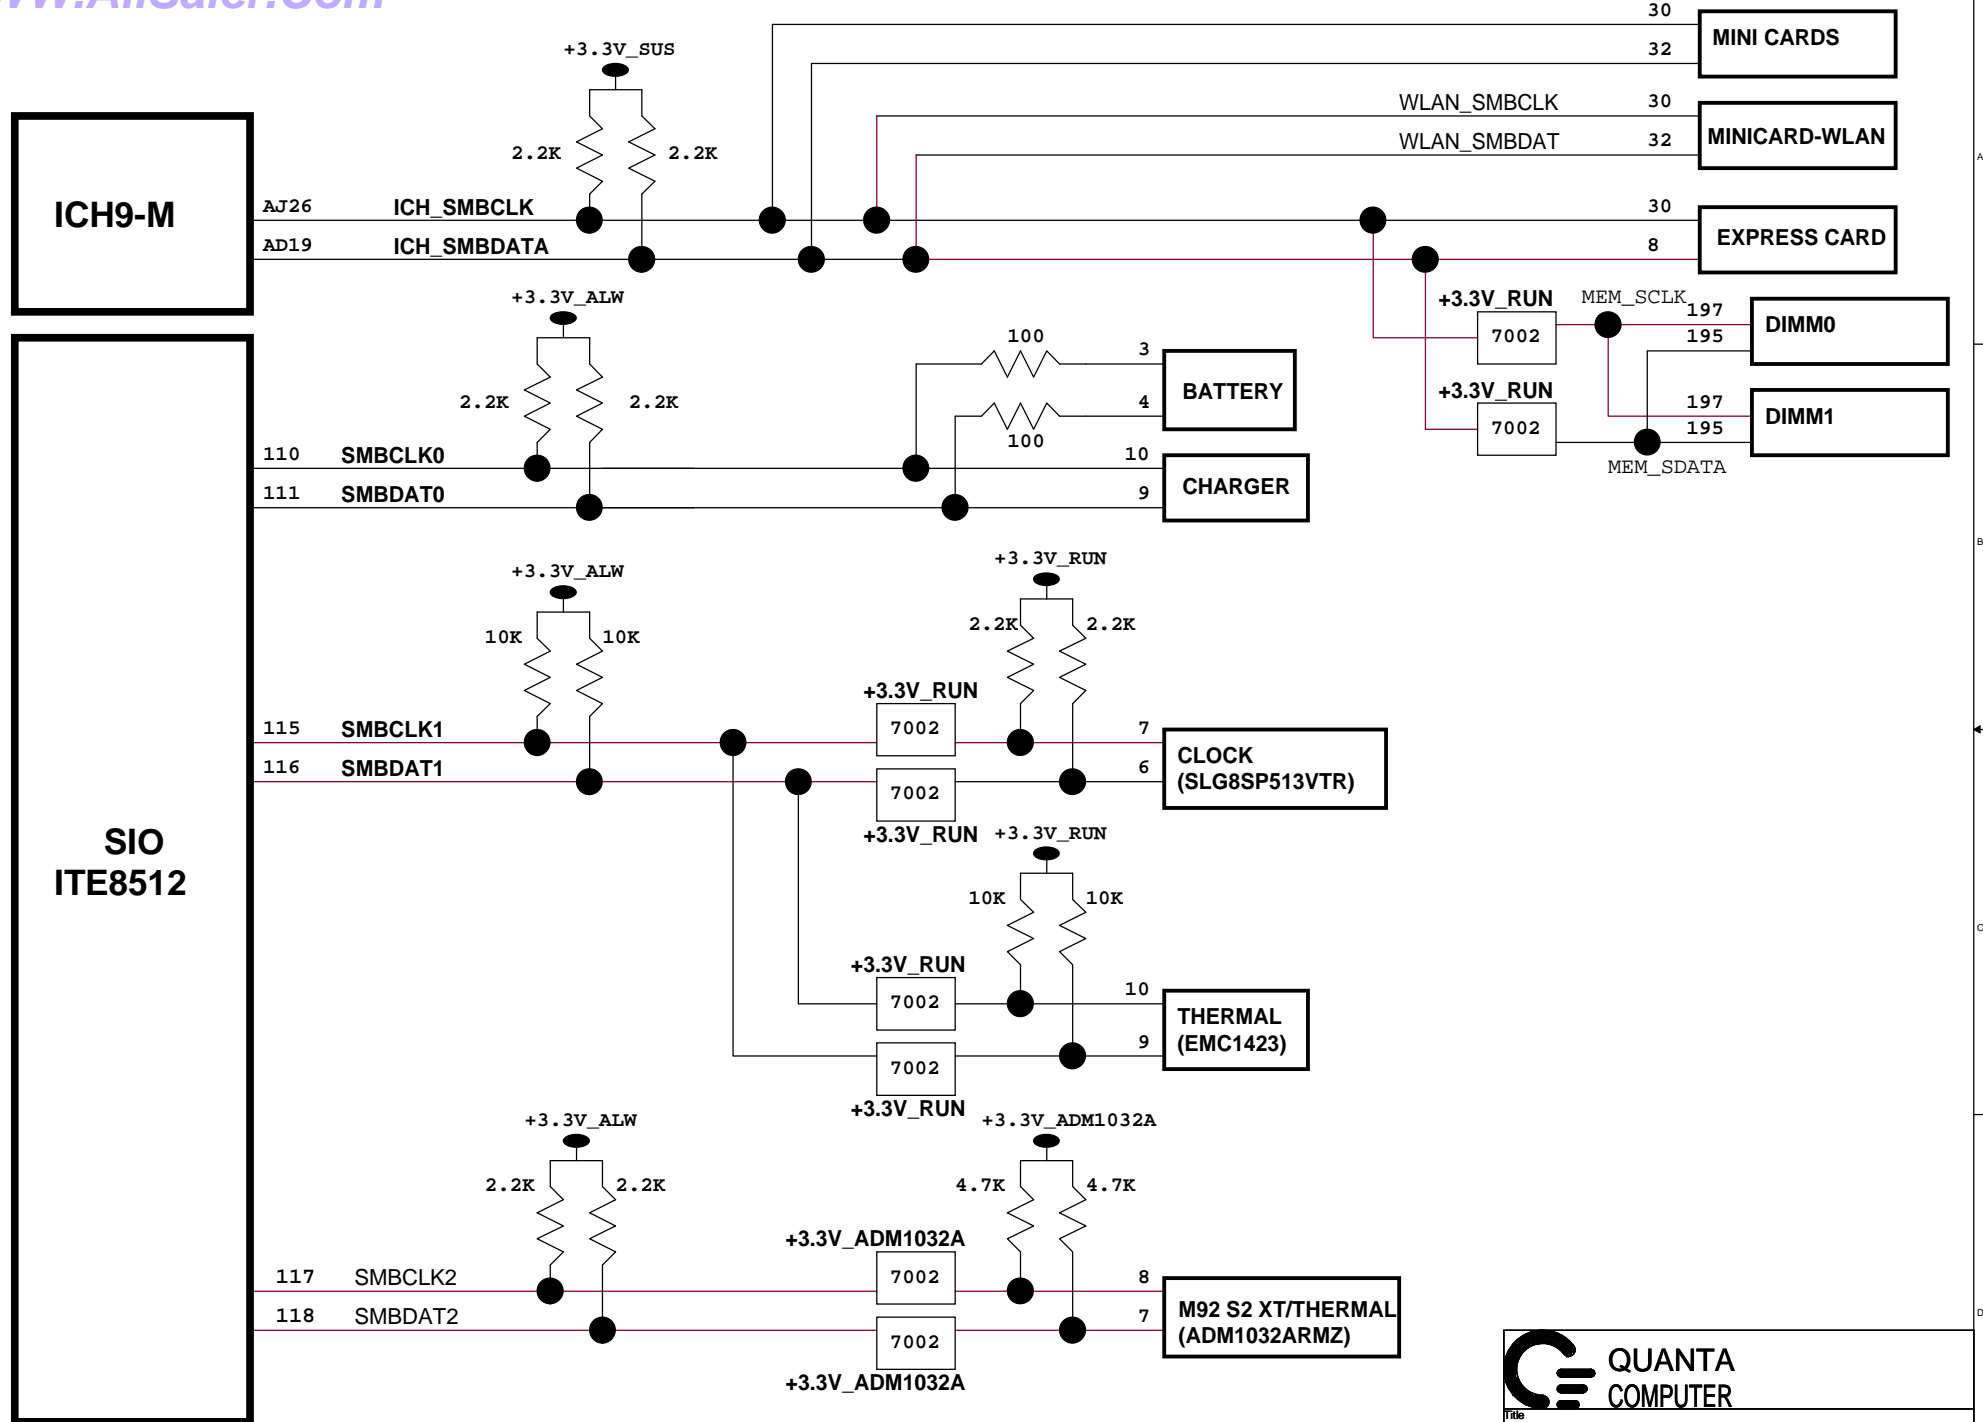 30
MINI CARDS
32
+3.3V_SUS
WLAN_SMBCLK 30
MINICARD-WLAN
WLAN_SMBDAT 32
2.2K 2.2K
A
ICH9-M
AJ26 ICH_SMBCLK 30
AD19 ICH_SMBDATA 8
EXPRESS CARD
+3.3V_ALW
+3.3V_RUN MEM_SCLK 197
7002 195
DIMM0
100 3
BATTERY
4
100
2.2K 2.2K
+3.3V_RUN 197
7002 195
DIMM1
MEM_SDATA
110 SMBCLK0 10
111 SMBDAT0 9
CHARGER
B
+3.3V_ALW
+3.3V_RUN
10K 10K
2.2K 2.2K
+3.3V_RUN
115 SMBCLK1 7002 7
116 SMBDAT1 7002 6
CLOCK
(SLG8SP513VTR)
+3.3V_RUN +3.3V_RUN
SIO
ITE8512
10K 10K
C
+3.3V_RUN
7002 10
THERMAL
(EMC1423)
7002 9
+3.3V_RUN
+3.3V_ALW
+3.3V_ADM1032A
2.2K 2.2K
4.7K 4.7K
+3.3V_ADM1032A
117 SMBCLK2 7002 8
118 SMBDAT2 7002 7
M92 S2 XT/THERMAL
(ADM1032ARMZ)
+3.3V_ADM1032A
D
QUANTA
COMPUTER
Title